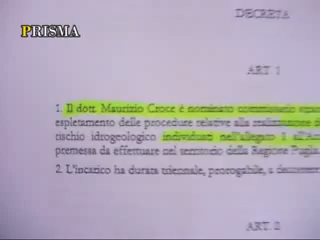 PRISMA
DECRETA
ART 1
1. Il dott. Maurizio Croce è nominato commissario
espletamento delle procedure relative alla realizzazione
rischio idrogeologico individuati nell'allegato 1 all'
premessa da effettuare nel territorio della Regione Puglia
2. L'incarico ha durata triennale, prorogabile, a
ART. 2